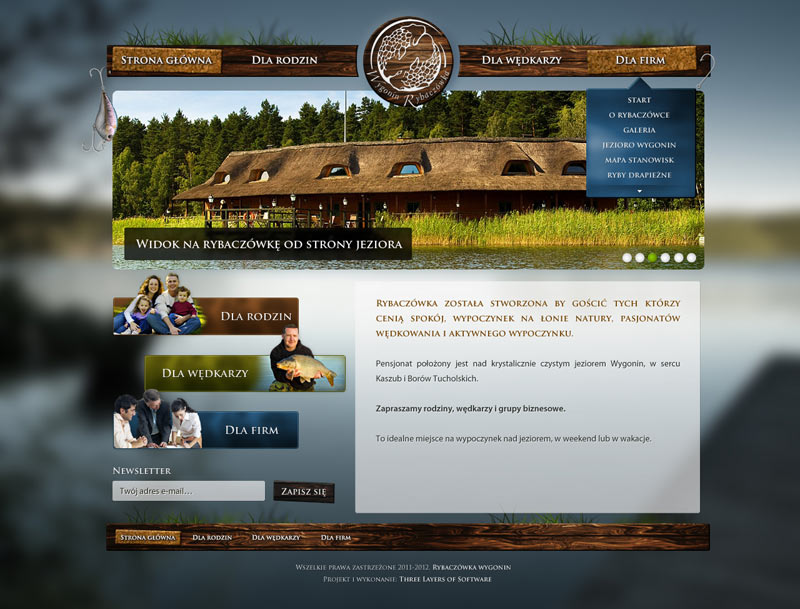 Strona główna
Dla rodzin
Wygonin Rybaczówka
Dla wędkarzy
Dla firm
Start
O rybaczówce
Galeria
Jezioro Wygonin
Mapa stanowisk
Ryby drapieżne
Widok na rybaczówkę od strony jeziora
Dla rodzin
Dla wędkarzy
Dla firm
Newsletter
Twój adres e-mail...
Zapisz się
Rybaczówka została stworzona by gościć tych którzy
cenią spokój, wypoczynek na łonie natury, pasjonatów
wędkowania i aktywnego wypoczynku.
Pensjonat położony jest nad krystalicznie czystym jeziorem Wygonin, w sercu
Kaszub i Borów Tucholskich.
Zapraszamy rodziny, wędkarzy i grupy biznesowe.
To idealne miejsce na wypoczynek nad jeziorem, w weekend lub w wakacje.
Strona główna
Dla rodzin
Dla wędkarzy
Dla firm
Wszelkie prawa zastrzeżone 2011-2012. Rybaczówka Wygonin
Projekt i wykonanie: Three Layers of Software